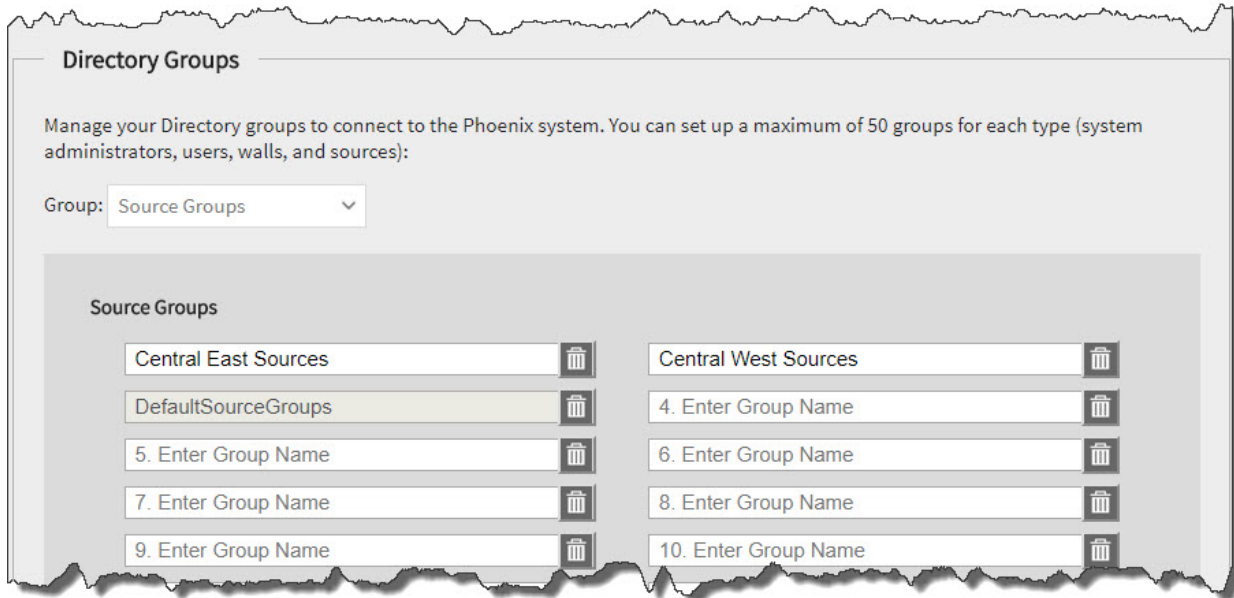 Directory Groups
Manage your Directory groups to connect to the Phoenix system. You can set up a maximum of 50 groups for each type (system
administrators, users, walls, and sources):
Group: Source Groups
Source Groups
Central East Sources
Central West Sources
DefaultSourceGroups
4. Enter Group Name
5. Enter Group Name
6. Enter Group Name
7. Enter Group Name
8. Enter Group Name
9. Enter Group Name
10. Enter Group Name